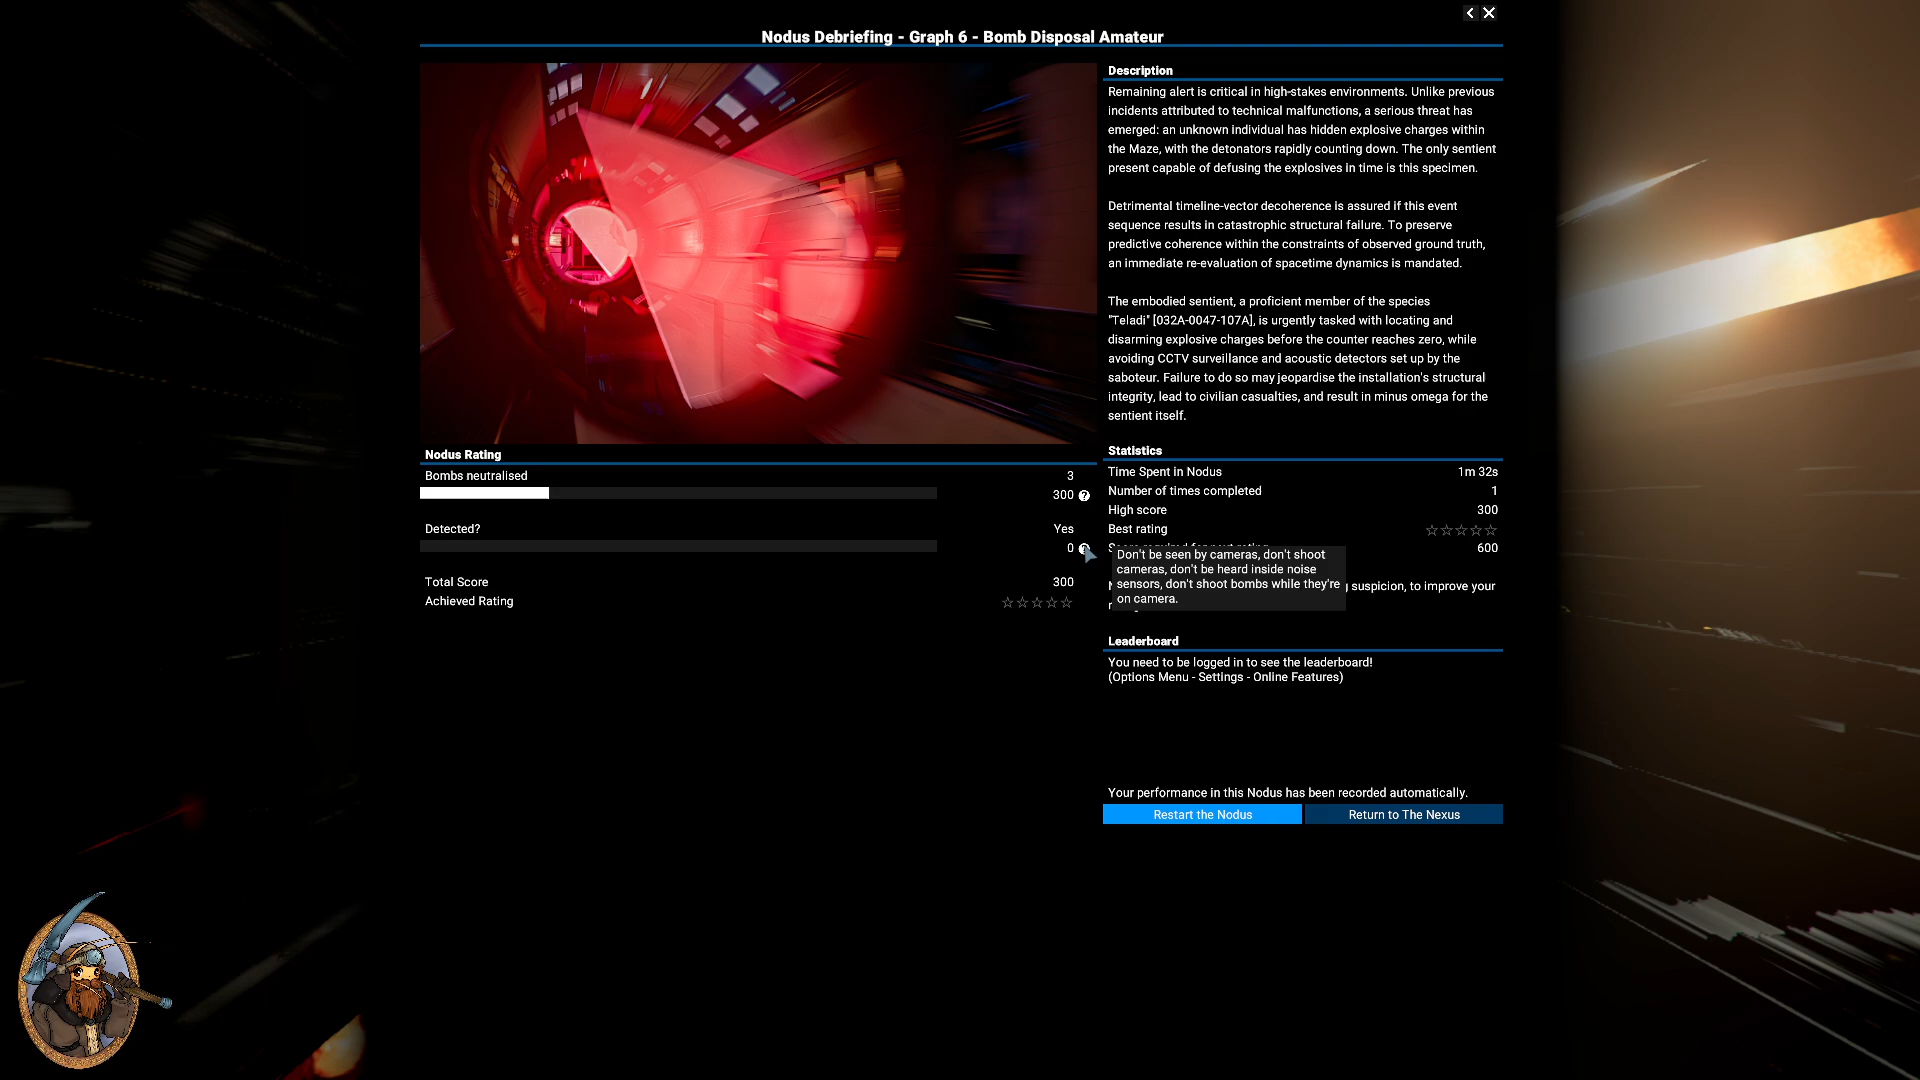 Nodus Debriefing - Graph 6 - Bomb Disposal Amateur
Description
Remaining alert is critical in high-stakes environments. Unlike previous
incidents attributed to technical malfunctions, a serious threat has
emerged: an unknown individual has hidden explosive charges within
the Maze, with the detonators rapidly counting down. The only sentient
present capable of defusing the explosives in time is this specimen.
Detrimental timeline-vector decoherence is assured if this event
sequence results in catastrophic structural failure. To preserve
predictive coherence within the constraints of observed ground truth,
an immediate re-evaluation of spacetime dynamics is mandated.
The embodied sentient, a proficient member of the species
"Teladi" [032A-0047-107A], is urgently tasked with locating and
disarming explosive charges before the counter reaches zero, while
avoiding CCTV surveillance and acoustic detectors set up by the
saboteur. Failure to do so may jeopardise the installation's structural
integrity, lead to civilian casualties, and result in minus omega for the
sentient itself.
Nodus Rating
Bombs neutralised 3
300 ?
Detected? Yes
0
Total Score 300
Achieved Rating ☆☆☆☆☆
Statistics
Time Spent in Nodus 1m 32s
Number of times completed 1
High score 300
Best rating ☆☆☆☆☆
600
Don't be seen by cameras, don't shoot
cameras, don't be heard inside noise
sensors, don't shoot bombs while they're
on camera.
suspicion, to improve your
Leaderboard
You need to be logged in to see the leaderboard!
(Options Menu - Settings - Online Features)
Your performance in this Nodus has been recorded automatically.
Restart the Nodus Return to The Nexus